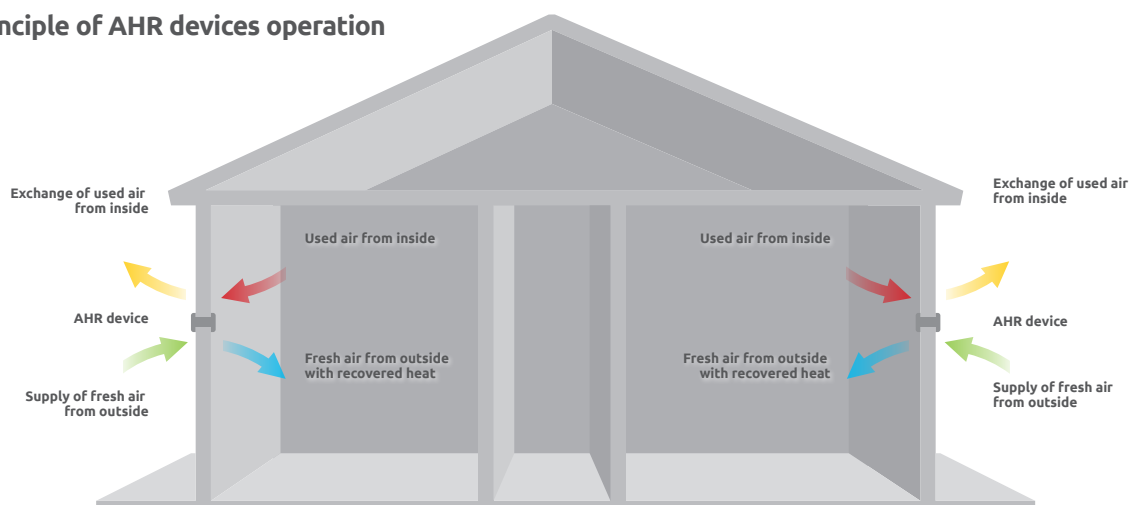 nciple of AHR devices operation
Exchange of used air
from inside
Used air from inside
AHR device
Fresh air from outside
with recovered heat
Supply of fresh air
from outside
Used air from inside
Exchange of used air
from inside
AHR device
Fresh air from outside
with recovered heat
Supply of fresh air
from outside